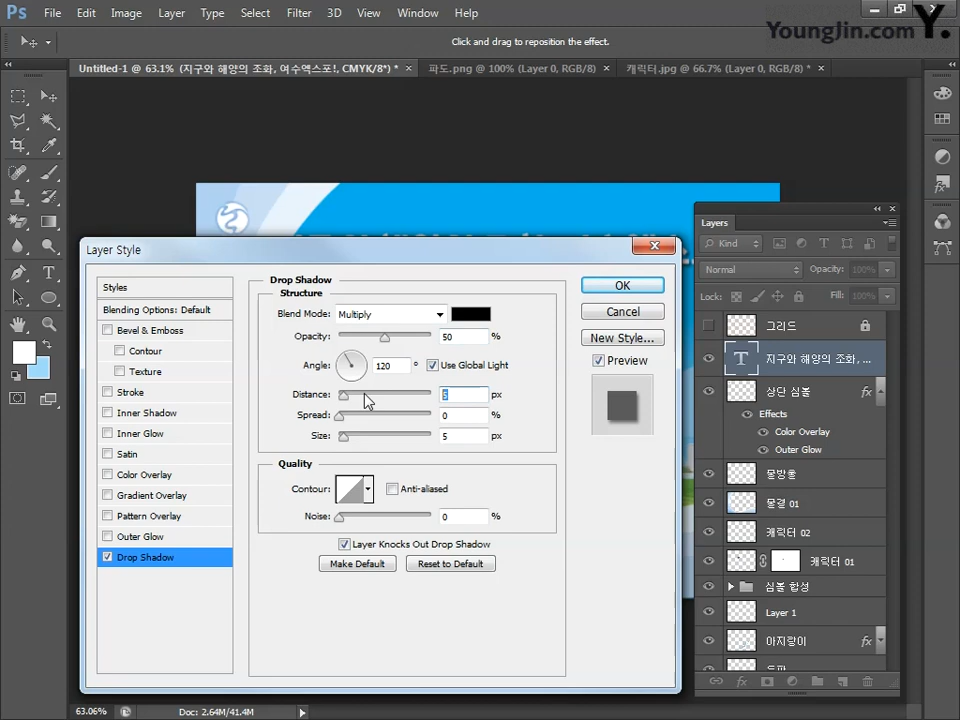 Ps File Edit Image Layer Type Select Filter 3D View Window Help
YoungJin.com Y.
Click and drag to reposition the effect.
Untitled-1 @ 63.1% (지구와 해양의 조화, 여수엑스포!, CMYK/8*) * × 파도.png @ 100% (Layer 0, RGB/8) × 캐릭터.jpg @ 66.7% (Layer 0, RGB/8) * ×
Layer Style
Styles
Blending Options: Default
Bevel & Emboss
Contour
Texture
Stroke
Inner Shadow
Inner Glow
Satin
Color Overlay
Gradient Overlay
Pattern Overlay
Outer Glow
Drop Shadow
Drop Shadow
Structure
Blend Mode: Multiply
Opacity: 50 %
Angle: 120 ° Use Global Light
Distance: 5 px
Spread: 0 %
Size: 5 px
Quality
Contour: Anti-aliased
Noise: 0 %
Layer Knocks Out Drop Shadow
Make Default Reset to Default
OK
Cancel
New Style...
Preview
Layers
Kind
Normal Opacity: 100%
Lock: Fill: 100%
그리드
T 지구와 해양의 조화, ...
상단 심볼 fx
Effects
Color Overlay
Outer Glow
물방울
물결 01
캐릭터 02
캐릭터 01
심볼 합성
Layer 1
아지랑이 fx
63.06% Doc: 2.64M/41.4M